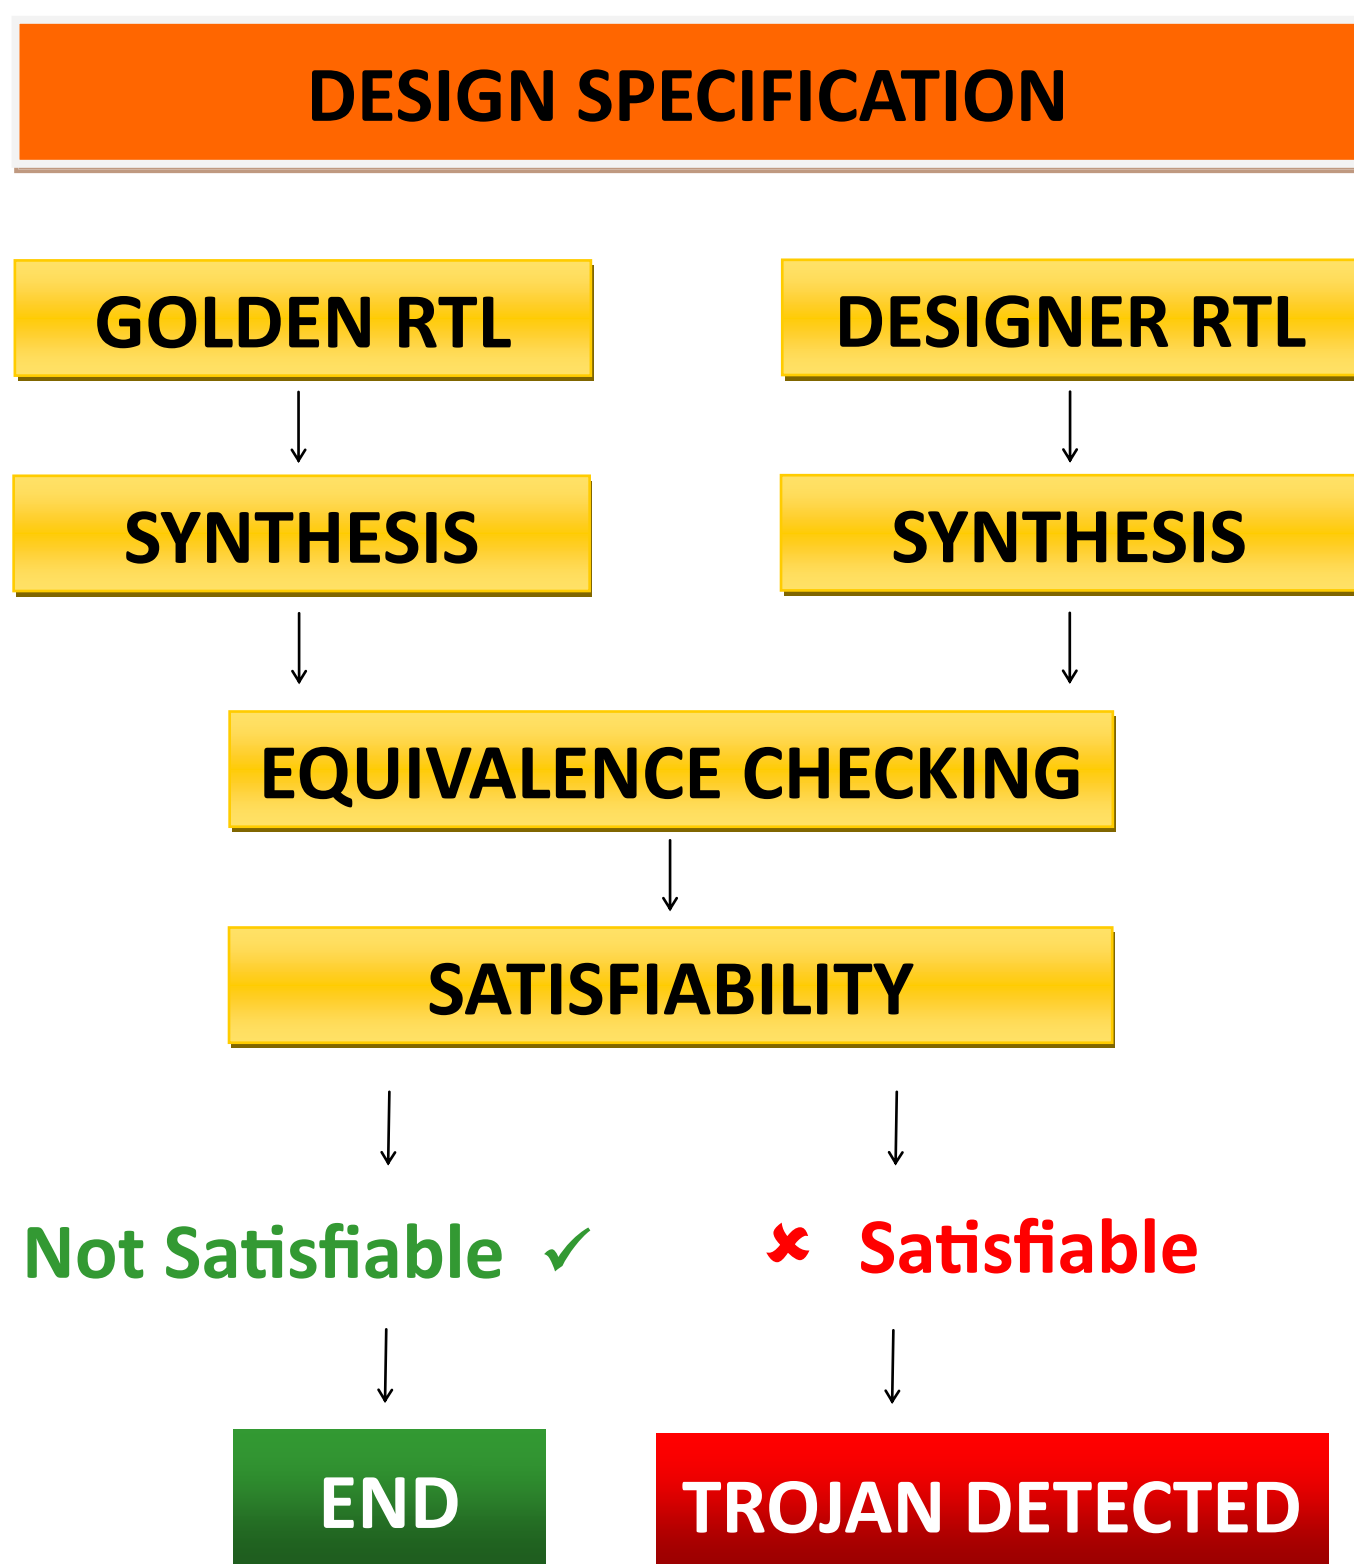 DESIGN SPECIFICATION
GOLDEN RTL
DESIGNER RTL
SYNTHESIS
SYNTHESIS
EQUIVALENCE CHECKING
SATISFIABILITY
Not Satisfiable ✓
✘ Satisfiable
END
TROJAN DETECTED